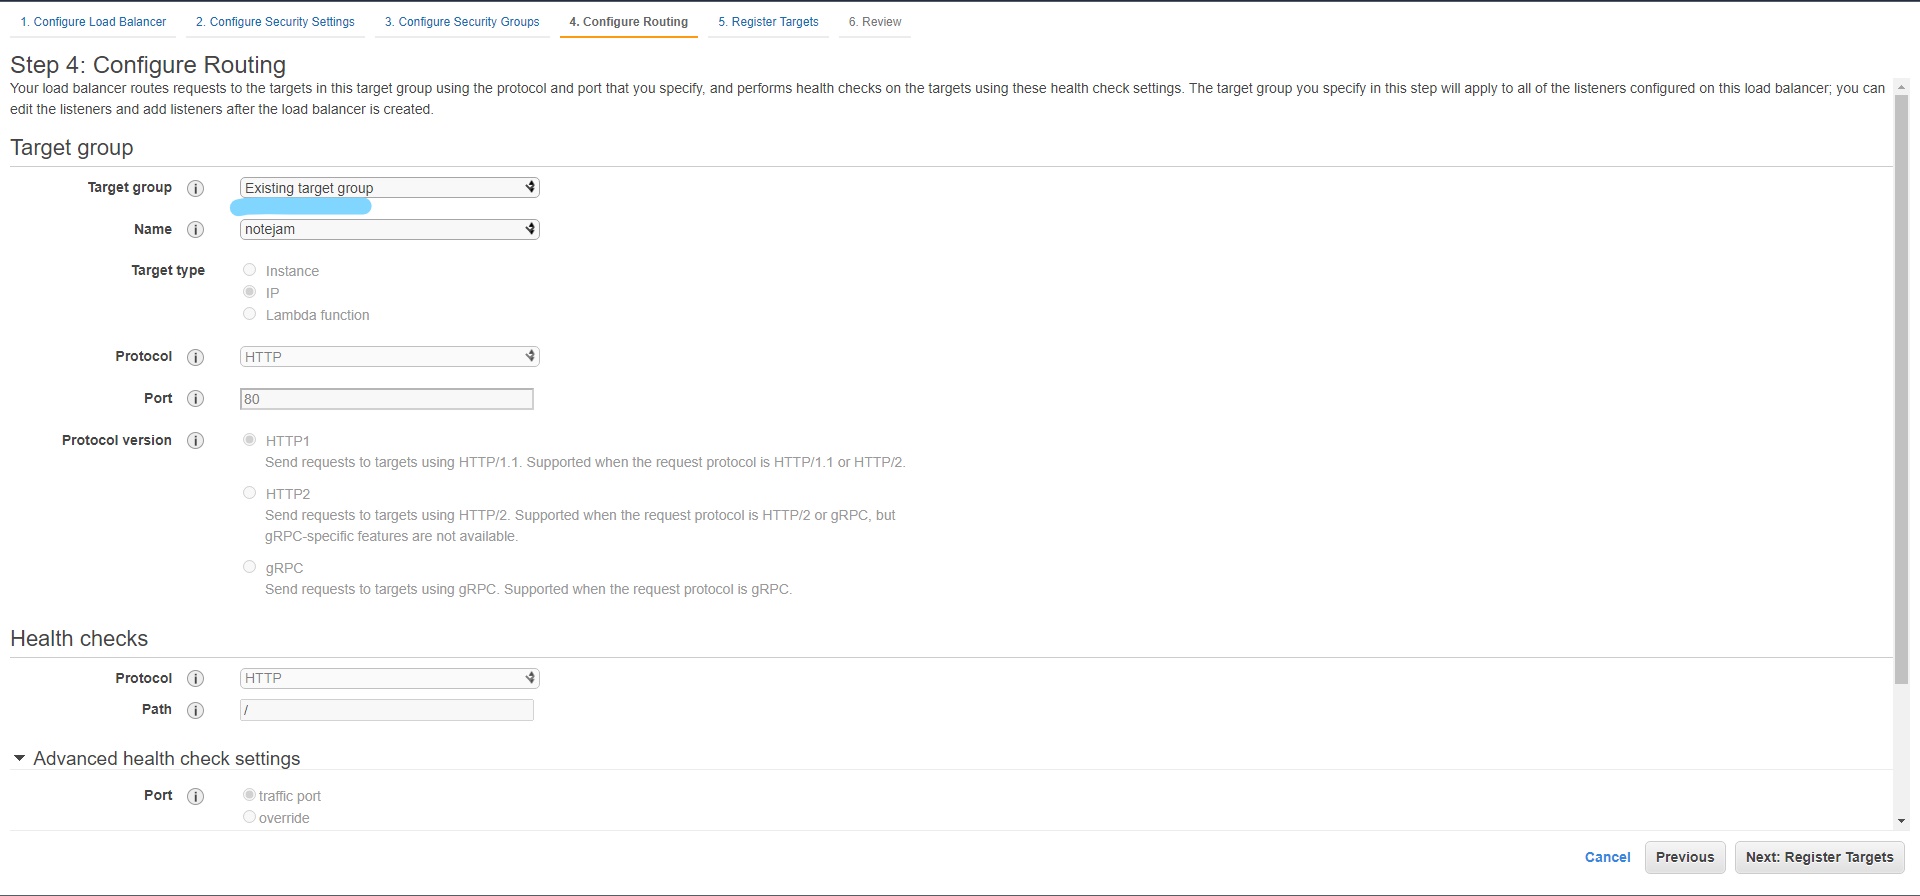 1. Configure Load Balancer 2. Configure Security Settings 3. Configure Security Groups 4. Configure Routing 5. Register Targets 6. Review
Step 4: Configure Routing
Your load balancer routes requests to the targets in this target group using the protocol and port that you specify, and performs health checks on the targets using these health check settings. The target group you specify in this step will apply to all of the listeners configured on this load balancer; you can
edit the listeners and add listeners after the load balancer is created.
Target group
Target group i Existing target group
Name i notejam
Target type Instance
IP
Lambda function
Protocol i HTTP
Port i 80
Protocol version i HTTP1
Send requests to targets using HTTP/1.1. Supported when the request protocol is HTTP/1.1 or HTTP/2.
HTTP2
Send requests to targets using HTTP/2. Supported when the request protocol is HTTP/2 or gRPC, but
gRPC-specific features are not available.
gRPC
Send requests to targets using gRPC. Supported when the request protocol is gRPC.
Health checks
Protocol i HTTP
Path i /
Advanced health check settings
Port i traffic port
override
Cancel Previous Next: Register Targets